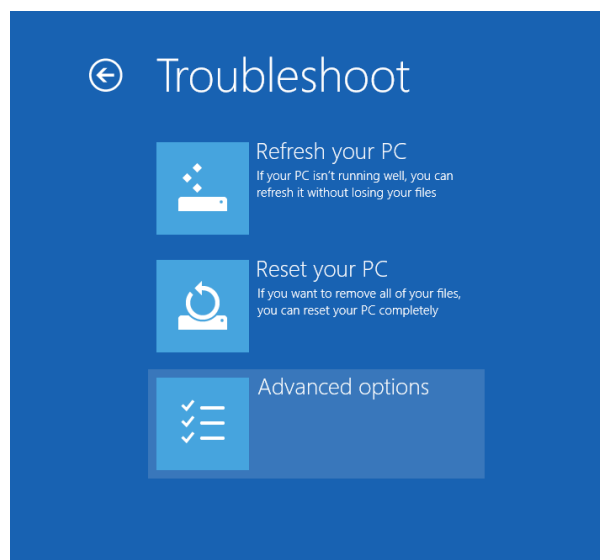 Troubleshoot
Refresh your PC
If your PC isn't running well, you can
refresh it without losing your files
Reset your PC
If you want to remove all of your files,
you can reset your PC completely
Advanced options